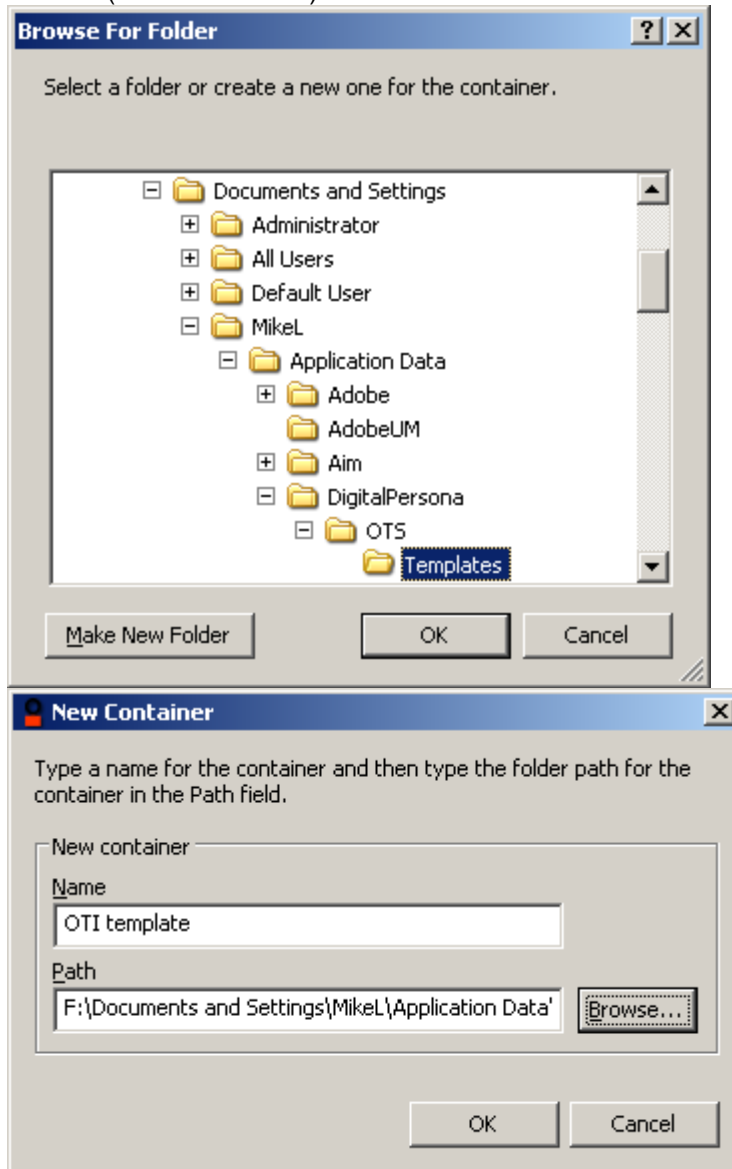 Browse For Folder
Select a folder or create a new one for the container.
Documents and Settings
Administrator
All Users
Default User
MikeL
Application Data
Adobe
AdobeUM
Aim
DigitalPersona
OTS
Templates
Make New Folder OK Cancel
New Container
Type a name for the container and then type the folder path for the
container in the Path field.
New container
Name
OTI template
Path
F:\Documents and Settings\MikeL\Application Data' Browse...
OK Cancel